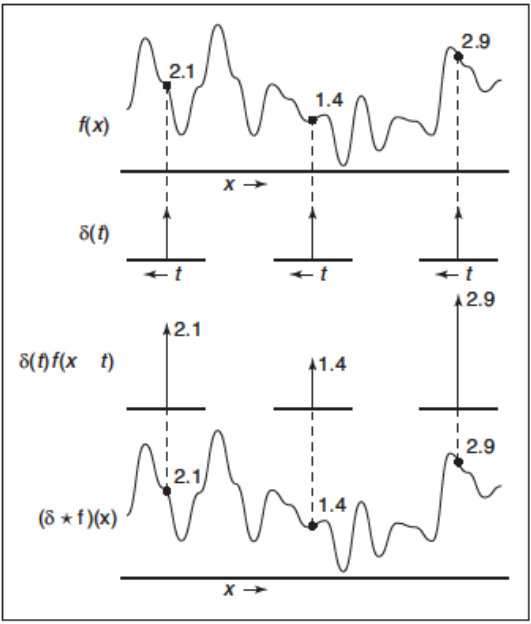 2.1
1.4
2.9
f(x)
x →
δ(t)
← t
← t
← t
2.1
1.4
2.9
δ(t)f(x t)
2.1
1.4
2.9
(δ ⋆ f)(x)
x →